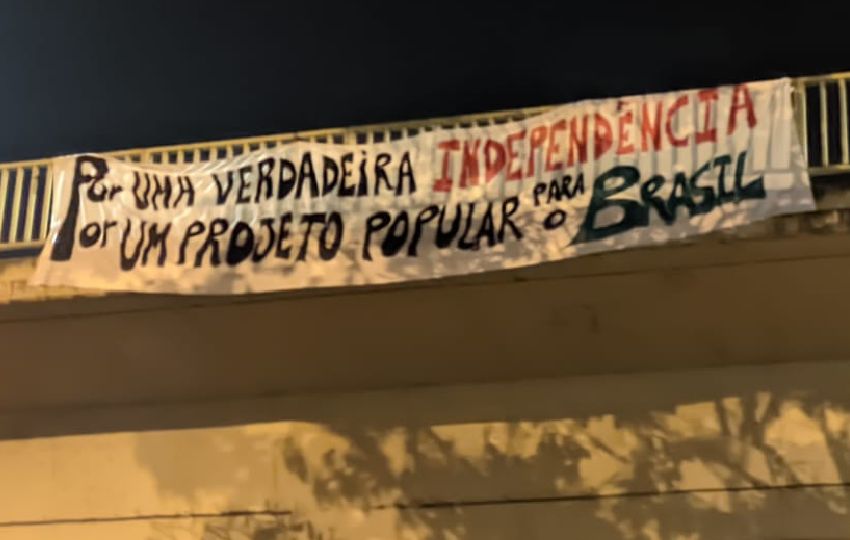 Por UMA VERDADEIRA INDEPENDÊNCIA
Por UM PROJETO POPULAR PARA O BRASIL!!